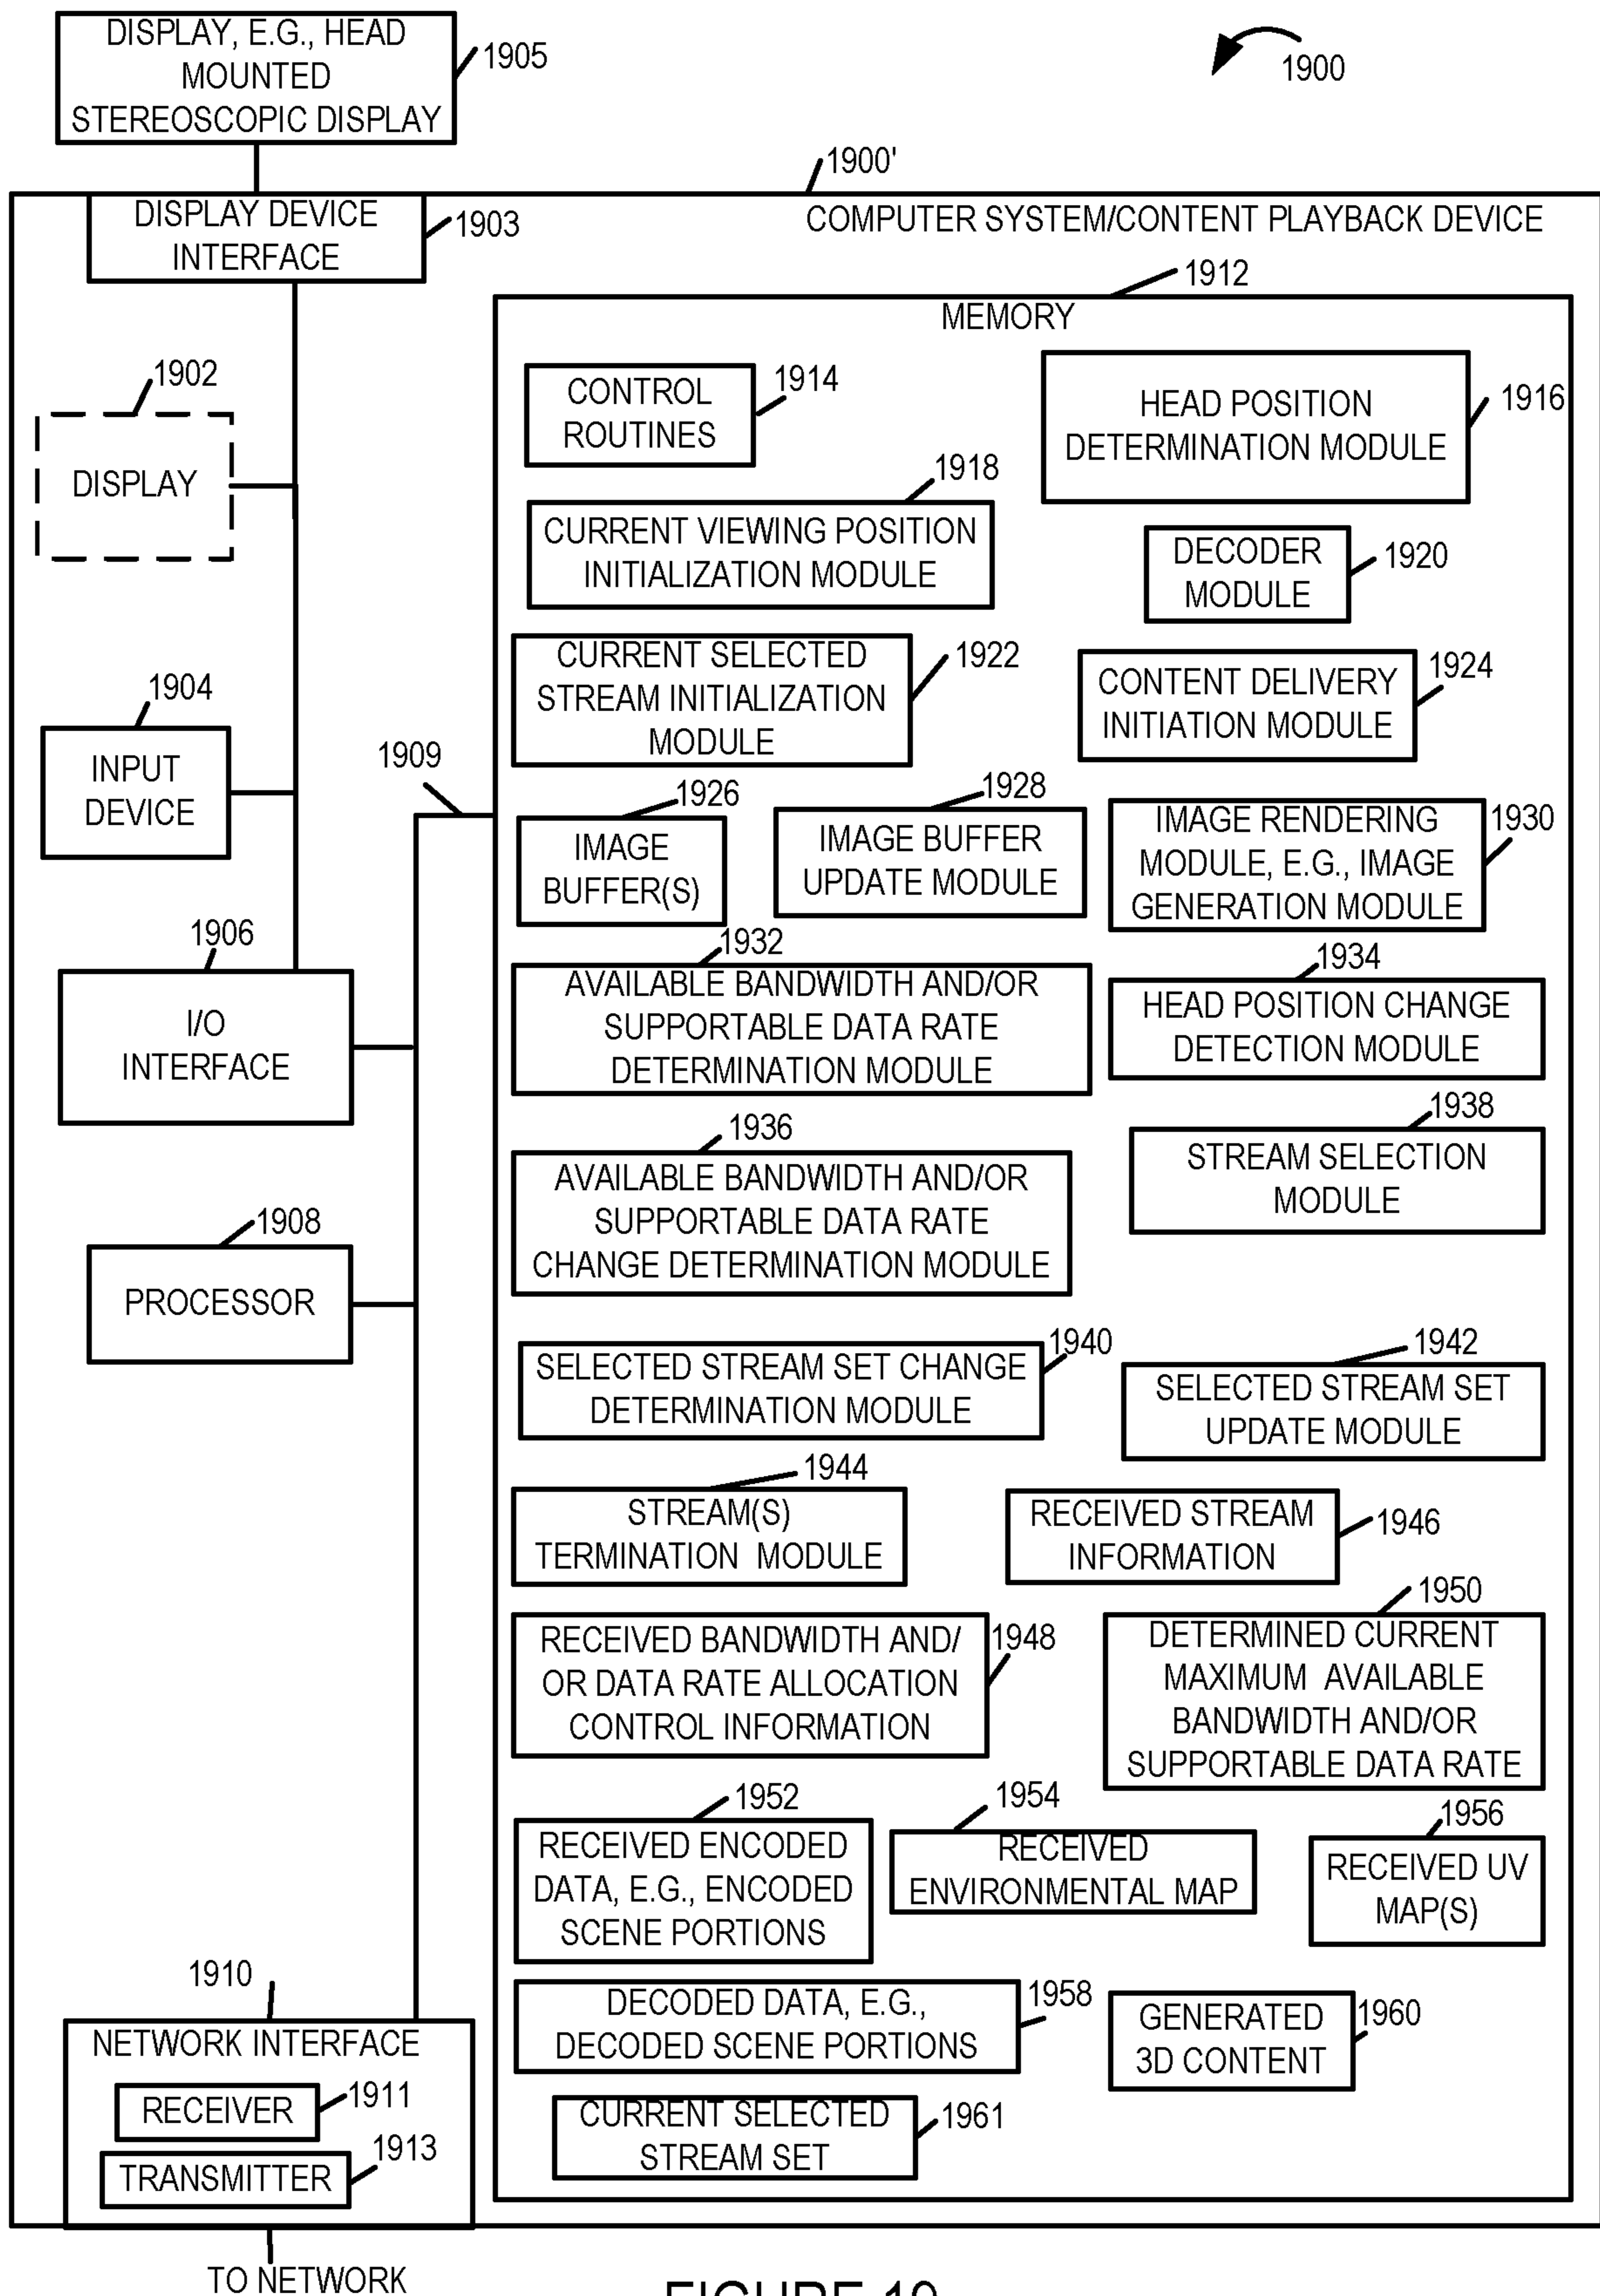 DISPLAY, E.G., HEAD
MOUNTED
STEREOSCOPIC DISPLAY
1905
1900
1900'
DISPLAY DEVICE
INTERFACE
1903
COMPUTER SYSTEM/CONTENT PLAYBACK DEVICE
1912
MEMORY
1902
DISPLAY
CONTROL
ROUTINES
1914
HEAD POSITION
DETERMINATION MODULE
1916
1918
CURRENT VIEWING POSITION
INITIALIZATION MODULE
DECODER
MODULE
1920
CURRENT SELECTED
STREAM INITIALIZATION
MODULE
1922
CONTENT DELIVERY
INITIATION MODULE
1924
1904
INPUT
DEVICE
1909
1926
IMAGE
BUFFER(S)
1928
IMAGE BUFFER
UPDATE MODULE
IMAGE RENDERING
MODULE, E.G., IMAGE
GENERATION MODULE
1930
1906
I/O
INTERFACE
1932
AVAILABLE BANDWIDTH AND/OR
SUPPORTABLE DATA RATE
DETERMINATION MODULE
1934
HEAD POSITION CHANGE
DETECTION MODULE
1936
AVAILABLE BANDWIDTH AND/OR
SUPPORTABLE DATA RATE
CHANGE DETERMINATION MODULE
1938
STREAM SELECTION
MODULE
1908
PROCESSOR
SELECTED STREAM SET CHANGE
DETERMINATION MODULE
1940
1942
SELECTED STREAM SET
UPDATE MODULE
1944
STREAM(S)
TERMINATION MODULE
RECEIVED STREAM
INFORMATION
1946
RECEIVED BANDWIDTH AND/
OR DATA RATE ALLOCATION
CONTROL INFORMATION
1948
1950
DETERMINED CURRENT
MAXIMUM AVAILABLE
BANDWIDTH AND/OR
SUPPORTABLE DATA RATE
1952
RECEIVED ENCODED
DATA, E.G., ENCODED
SCENE PORTIONS
1954
RECEIVED
ENVIRONMENTAL MAP
1956
RECEIVED UV
MAP(S)
DECODED DATA, E.G.,
DECODED SCENE PORTIONS
1958
GENERATED
3D CONTENT
1960
CURRENT SELECTED
STREAM SET
1961
1910
NETWORK INTERFACE
RECEIVER
1911
TRANSMITTER
1913
TO NETWORK
FIGURE 19